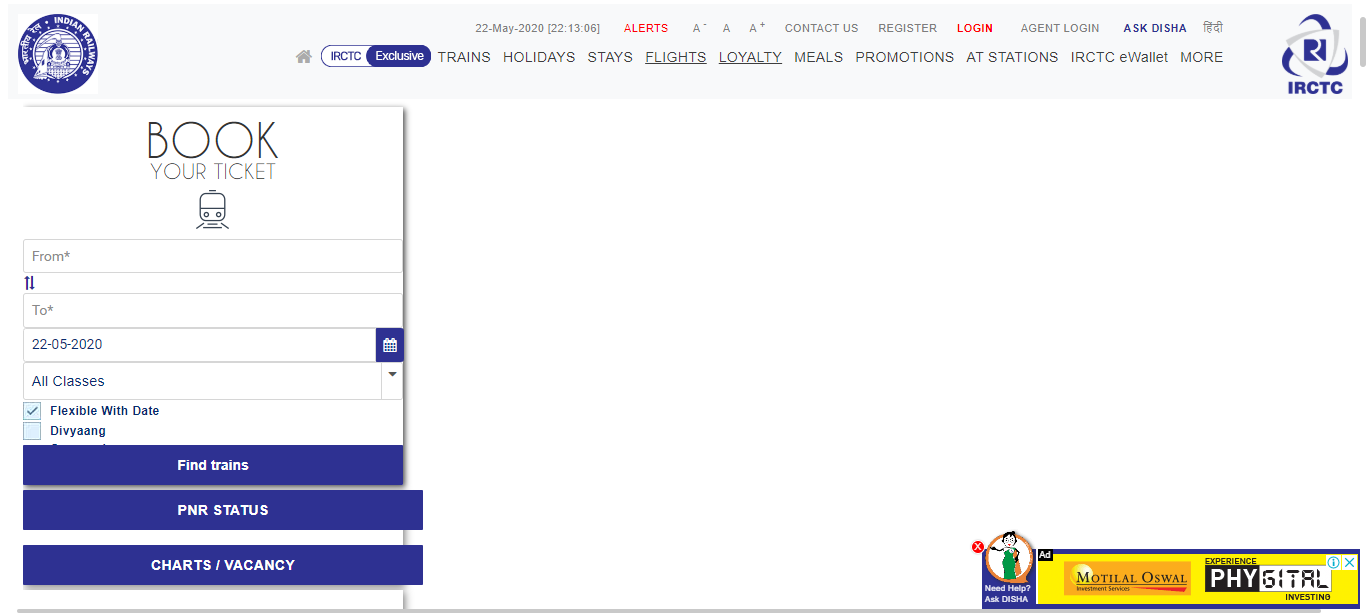 भारतीय रेल INDIAN RAILWAYS
22-May-2020 [22:13:06] ALERTS A- A A+ CONTACT US REGISTER LOGIN AGENT LOGIN ASK DISHA हिंदी
IRCTC Exclusive TRAINS HOLIDAYS STAYS FLIGHTS LOYALTY MEALS PROMOTIONS AT STATIONS IRCTC eWallet MORE
IRCTC
BOOK
YOUR TICKET
From*
To*
22-05-2020
All Classes
Flexible With Date
Divyaang
Find trains
PNR STATUS
CHARTS / VACANCY
Need Help?
Ask DISHA
Ad
MOTILAL OSWAL
Investment Services
EXPERIENCE
PHYGITAL
INVESTING